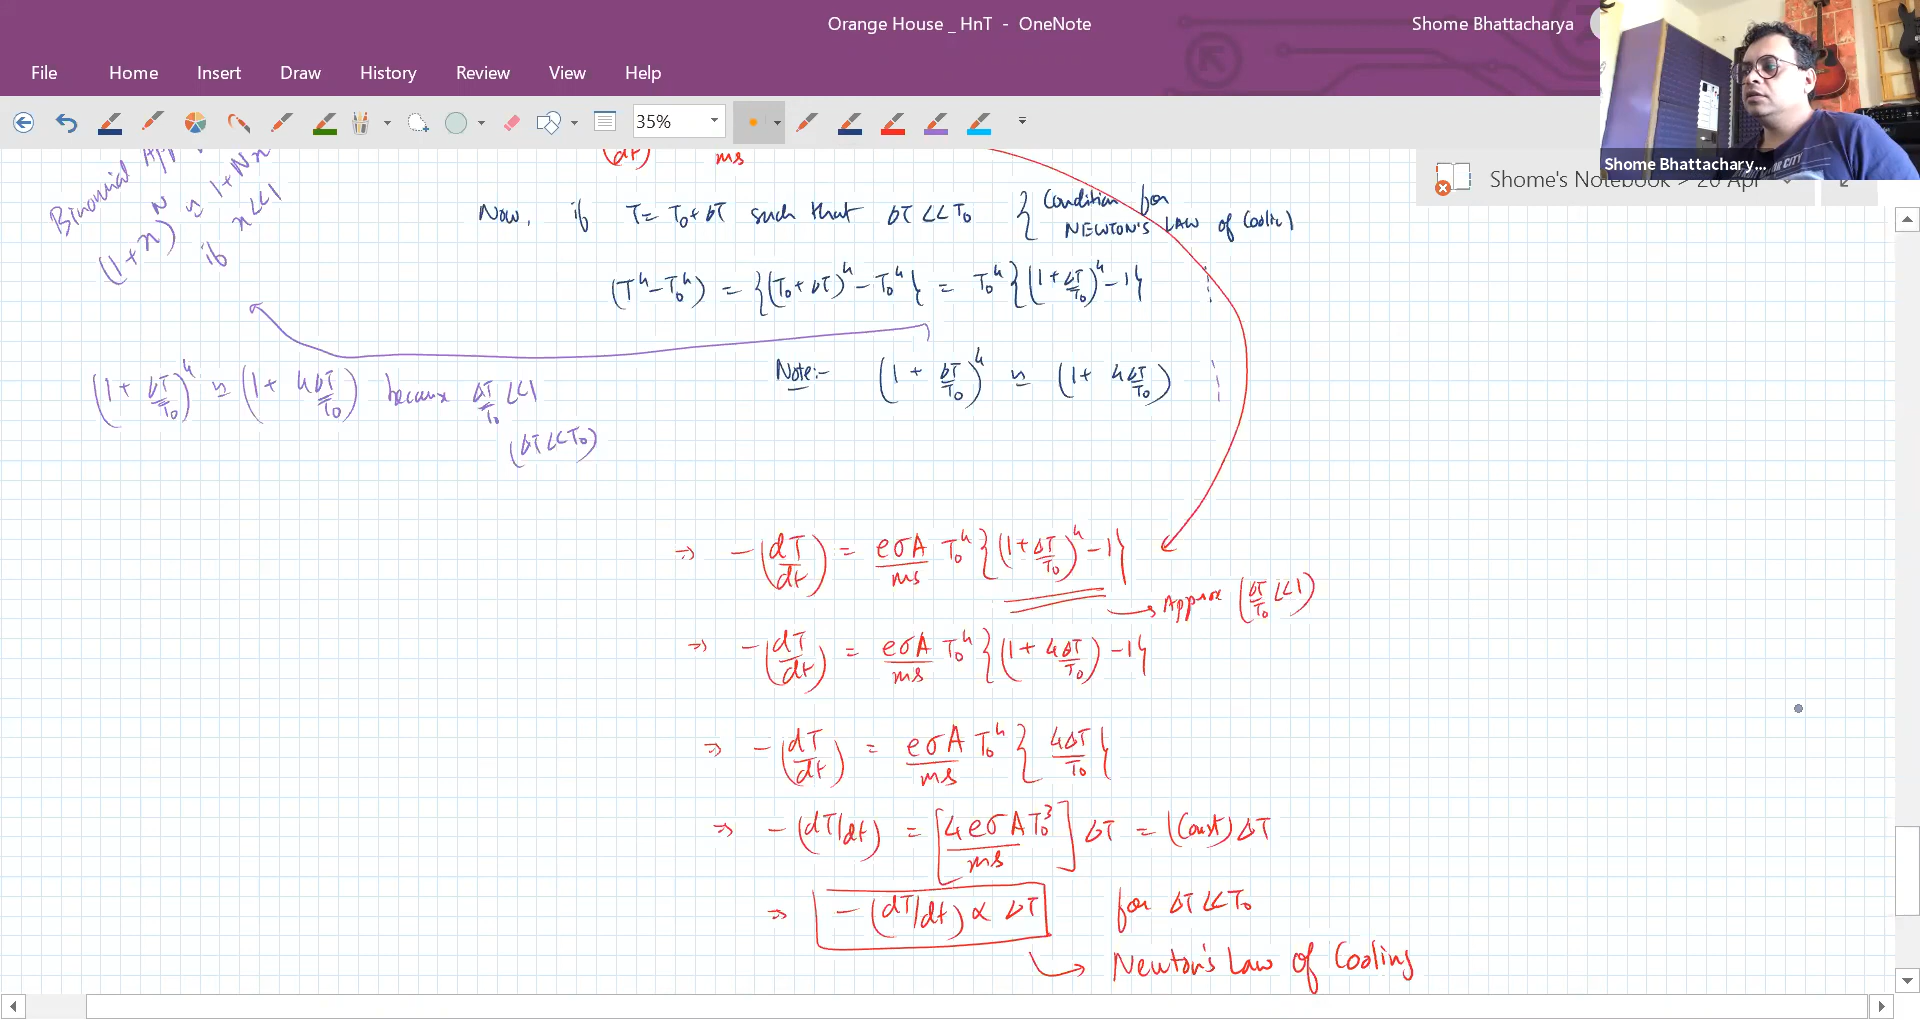 Orange House _ HnT - OneNote
Shome Bhattacharya
File Home Insert Draw History Review View Help
35%
Shome Bhattachary...
Shome's Notebook >
(dt) ms
Binomial
(1+x)^N ≈ 1+Nx
if x<<1
Now, if T = T₀+ΔT such that ΔT << T₀ { Condition for
NEWTON'S LAW of Cooling
(T⁴-T₀⁴) = {(T₀+ΔT)⁴ - T₀⁴} = T₀⁴{(1+ΔT/T₀)⁴-1}
Note:- (1 + ΔT/T₀)⁴ ≈ (1+ 4ΔT/T₀)
(1+ ΔT/T₀)⁴ ≈ (1+ 4ΔT/T₀) because ΔT/T₀ <<1
(ΔT<<T₀)
⇒ -(dT/dt) = eσA/ms T₀⁴{(1+ΔT/T₀)⁴-1}
→ Approx (ΔT/T₀ <<1)
⇒ -(dT/dt) = eσA/ms T₀⁴{(1+ 4ΔT/T₀)-1}
⇒ -(dT/dt) = eσA/ms T₀⁴{4ΔT/T₀}
⇒ -(dT/dt) = [4eσAT₀³/ms] ΔT = (Const) ΔT
⇒ -(dT/dt) ∝ ΔT for ΔT<<T₀
→ Newton's Law of Cooling